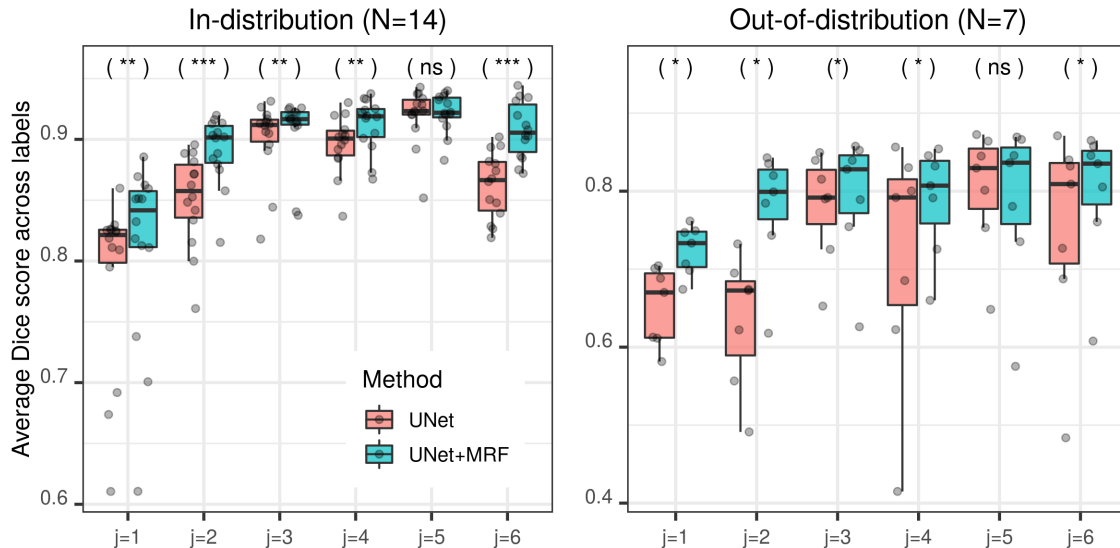 In-distribution (N=14)
( ** ) ( *** ) ( ** ) ( ** ) ( ns ) ( *** )
Average Dice score across labels
0.9
0.8
0.7
0.6
Method
UNet
UNet+MRF
j=1 j=2 j=3 j=4 j=5 j=6
Out-of-distribution (N=7)
( * ) ( * ) (*) ( * ) ( ns ) ( * )
0.8
0.6
0.4
j=1 j=2 j=3 j=4 j=5 j=6